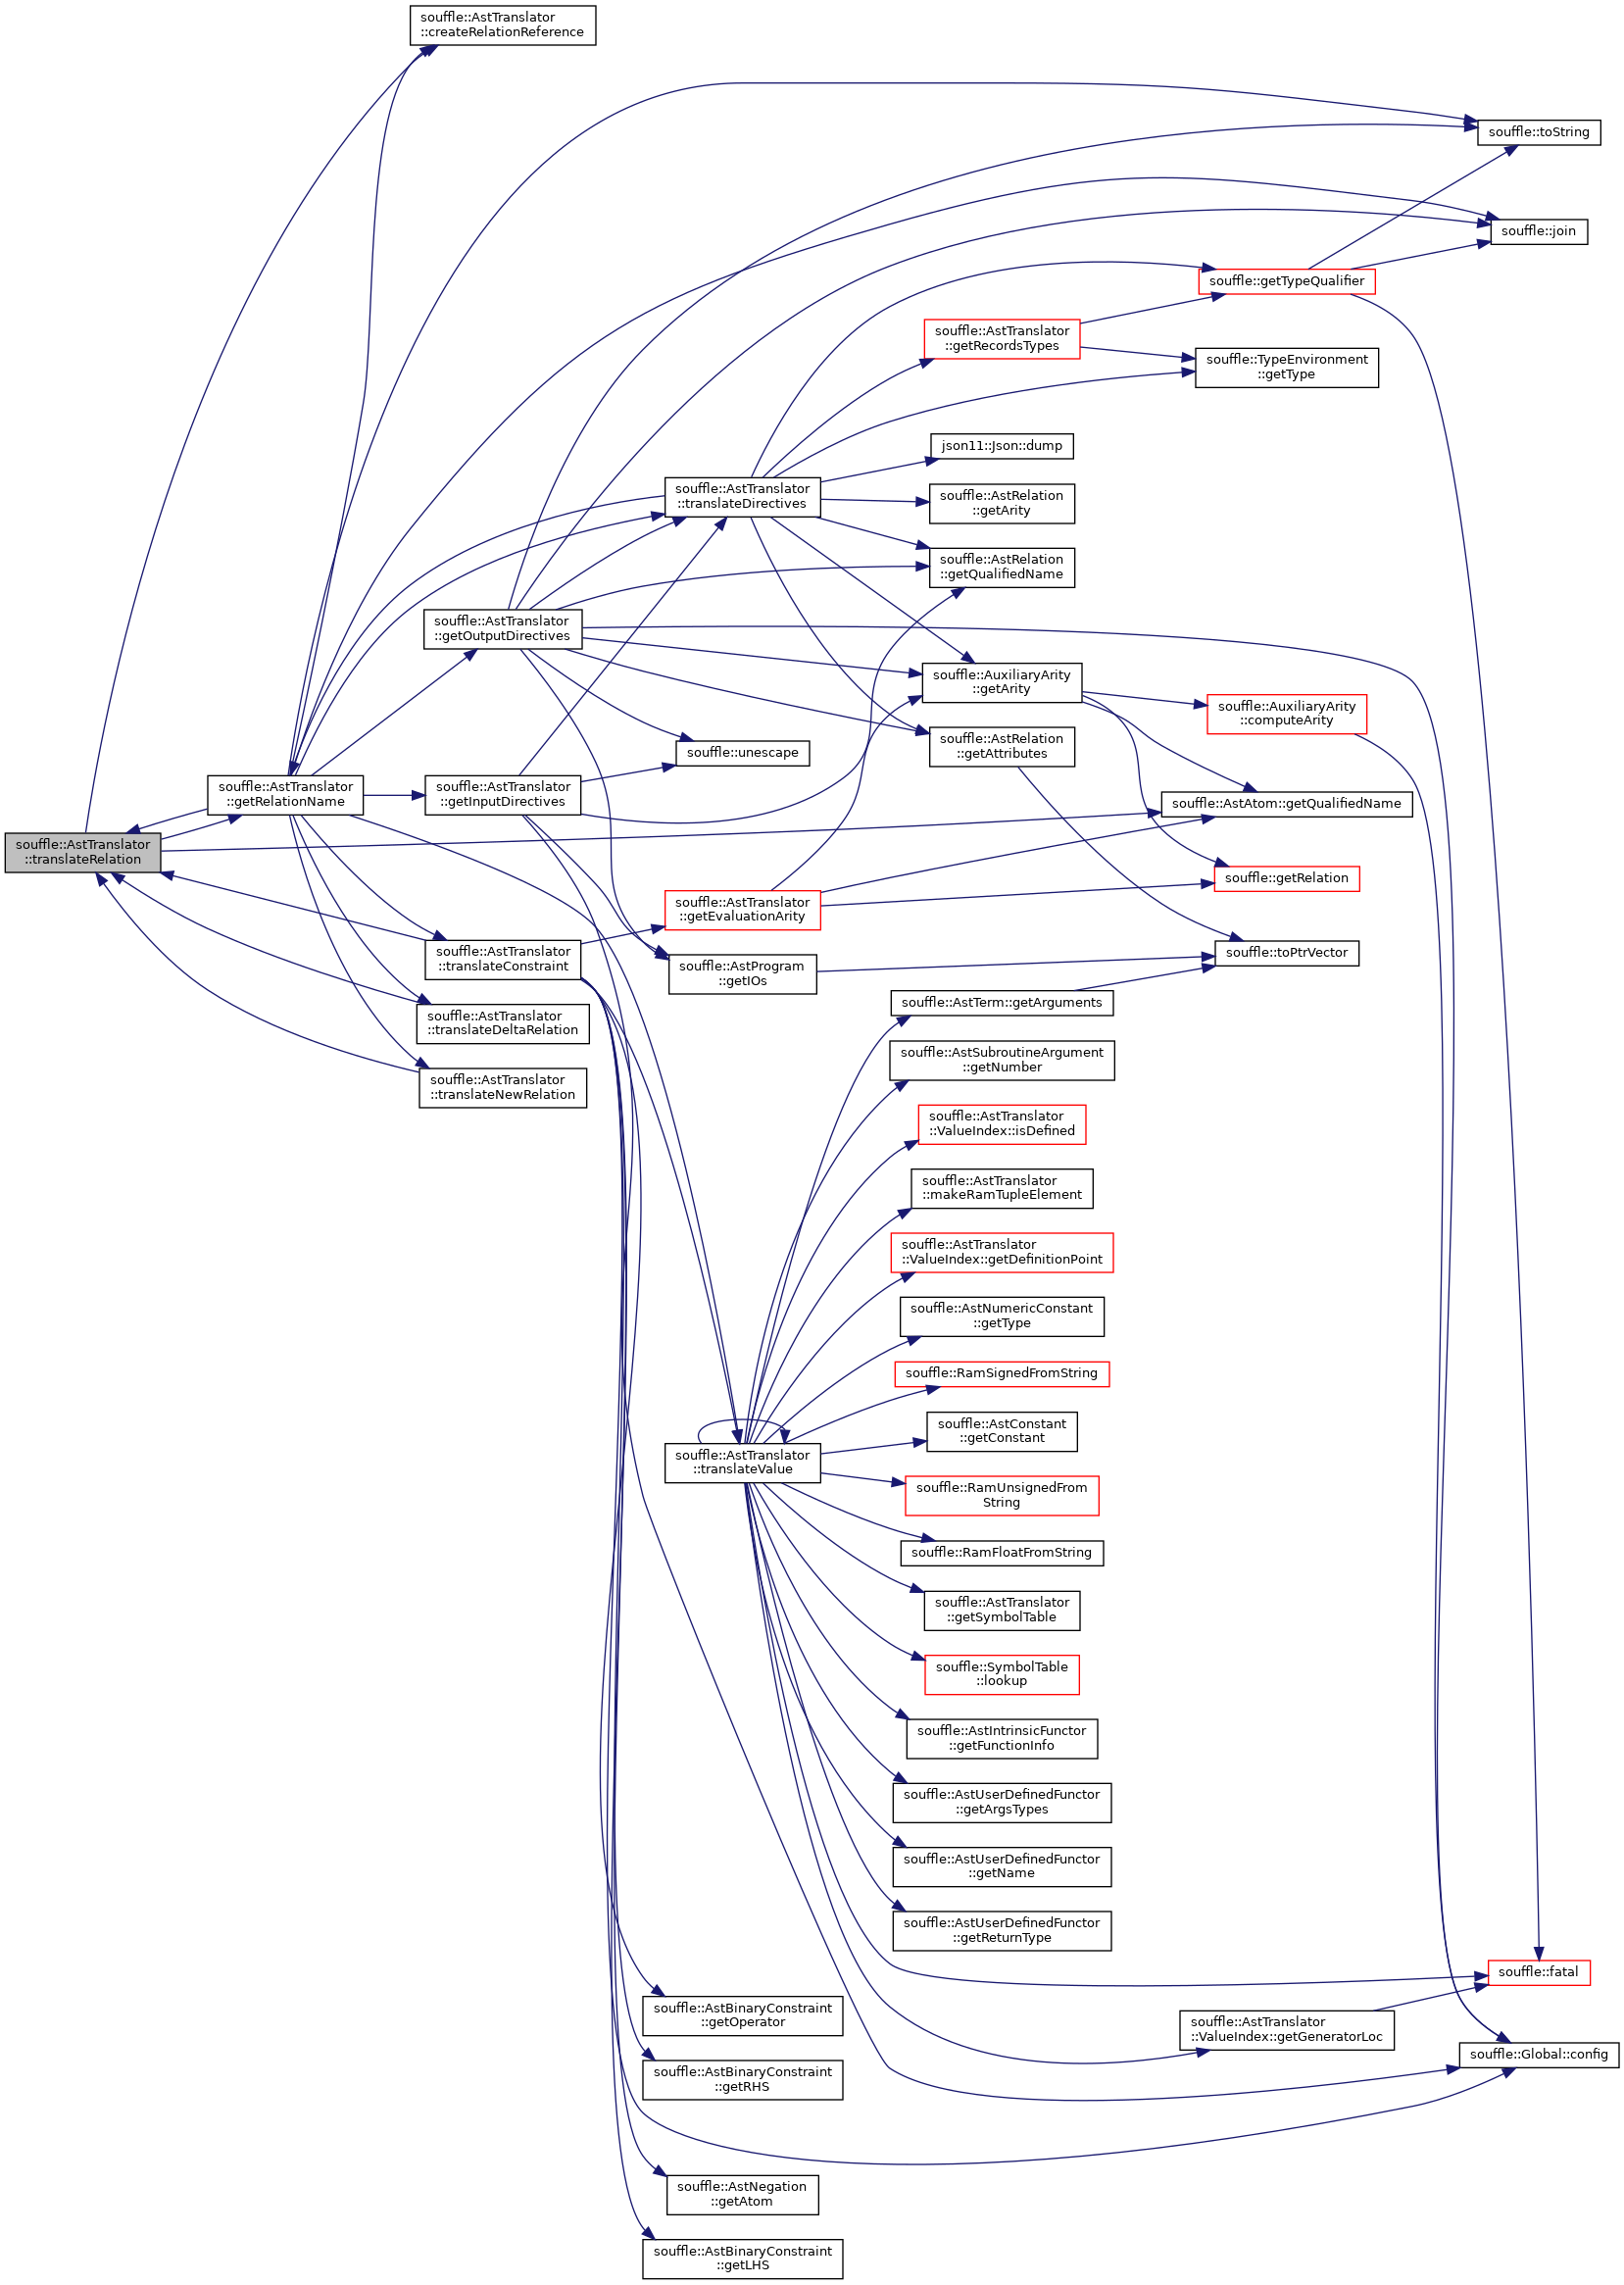 souffle::AstTranslator
::createRelationReference
souffle::toString
souffle::join
souffle::getTypeQualifier
souffle::AstTranslator
::getRecordsTypes
souffle::TypeEnvironment
::getType
json11::Json::dump
souffle::AstTranslator
::translateDirectives
souffle::AstRelation
::getArity
souffle::AstRelation
::getQualifiedName
souffle::AstTranslator
::getOutputDirectives
souffle::AuxiliaryArity
::getArity
souffle::AuxiliaryArity
::computeArity
souffle::AstRelation
::getAttributes
souffle::unescape
souffle::AstTranslator
::getRelationName
souffle::AstTranslator
::getInputDirectives
souffle::AstAtom::getQualifiedName
souffle::AstTranslator
::translateRelation
souffle::getRelation
souffle::AstTranslator
::getEvaluationArity
souffle::AstTranslator
::translateConstraint
souffle::toPtrVector
souffle::AstProgram
::getIOs
souffle::AstTerm::getArguments
souffle::AstTranslator
::translateDeltaRelation
souffle::AstSubroutineArgument
::getNumber
souffle::AstTranslator
::translateNewRelation
souffle::AstTranslator
::ValueIndex::isDefined
souffle::AstTranslator
::makeRamTupleElement
souffle::AstTranslator
::ValueIndex::getDefinitionPoint
souffle::AstNumericConstant
::getType
souffle::RamSignedFromString
souffle::AstConstant
::getConstant
souffle::AstTranslator
::translateValue
souffle::RamUnsignedFrom
String
souffle::RamFloatFromString
souffle::AstTranslator
::getSymbolTable
souffle::SymbolTable
::lookup
souffle::AstIntrinsicFunctor
::getFunctionInfo
souffle::AstUserDefinedFunctor
::getArgsTypes
souffle::AstUserDefinedFunctor
::getName
souffle::AstUserDefinedFunctor
::getReturnType
souffle::fatal
souffle::AstBinaryConstraint
::getOperator
souffle::AstTranslator
::ValueIndex::getGeneratorLoc
souffle::Global::config
souffle::AstBinaryConstraint
::getRHS
souffle::AstNegation
::getAtom
souffle::AstBinaryConstraint
::getLHS